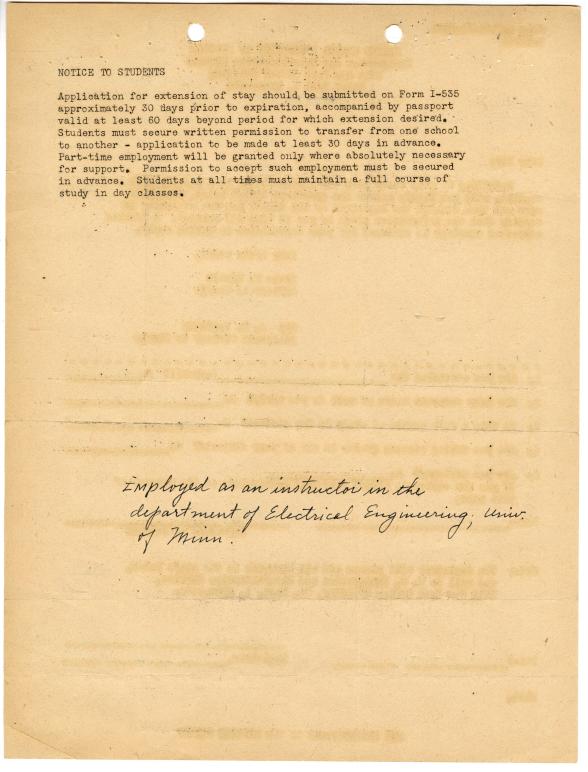 NOTICE TO STUDENTS
Application for extension of stay should be submitted on Form I-535
approximately 30 days prior to expiration, accompanied by passport
valid at least 60 days beyond period for which extension desired.
Students must secure written permission to transfer from one school
to another - application to be made at least 30 days in advance.
Part-time employment will be granted only where absolutely necessary
for support. Permission to accept such employment must be secured
in advance. Students at all times must maintain a full course of
study in day classes.
Employed as an instructor in the
department of Electrical Engineering, Univ.
of Minn.